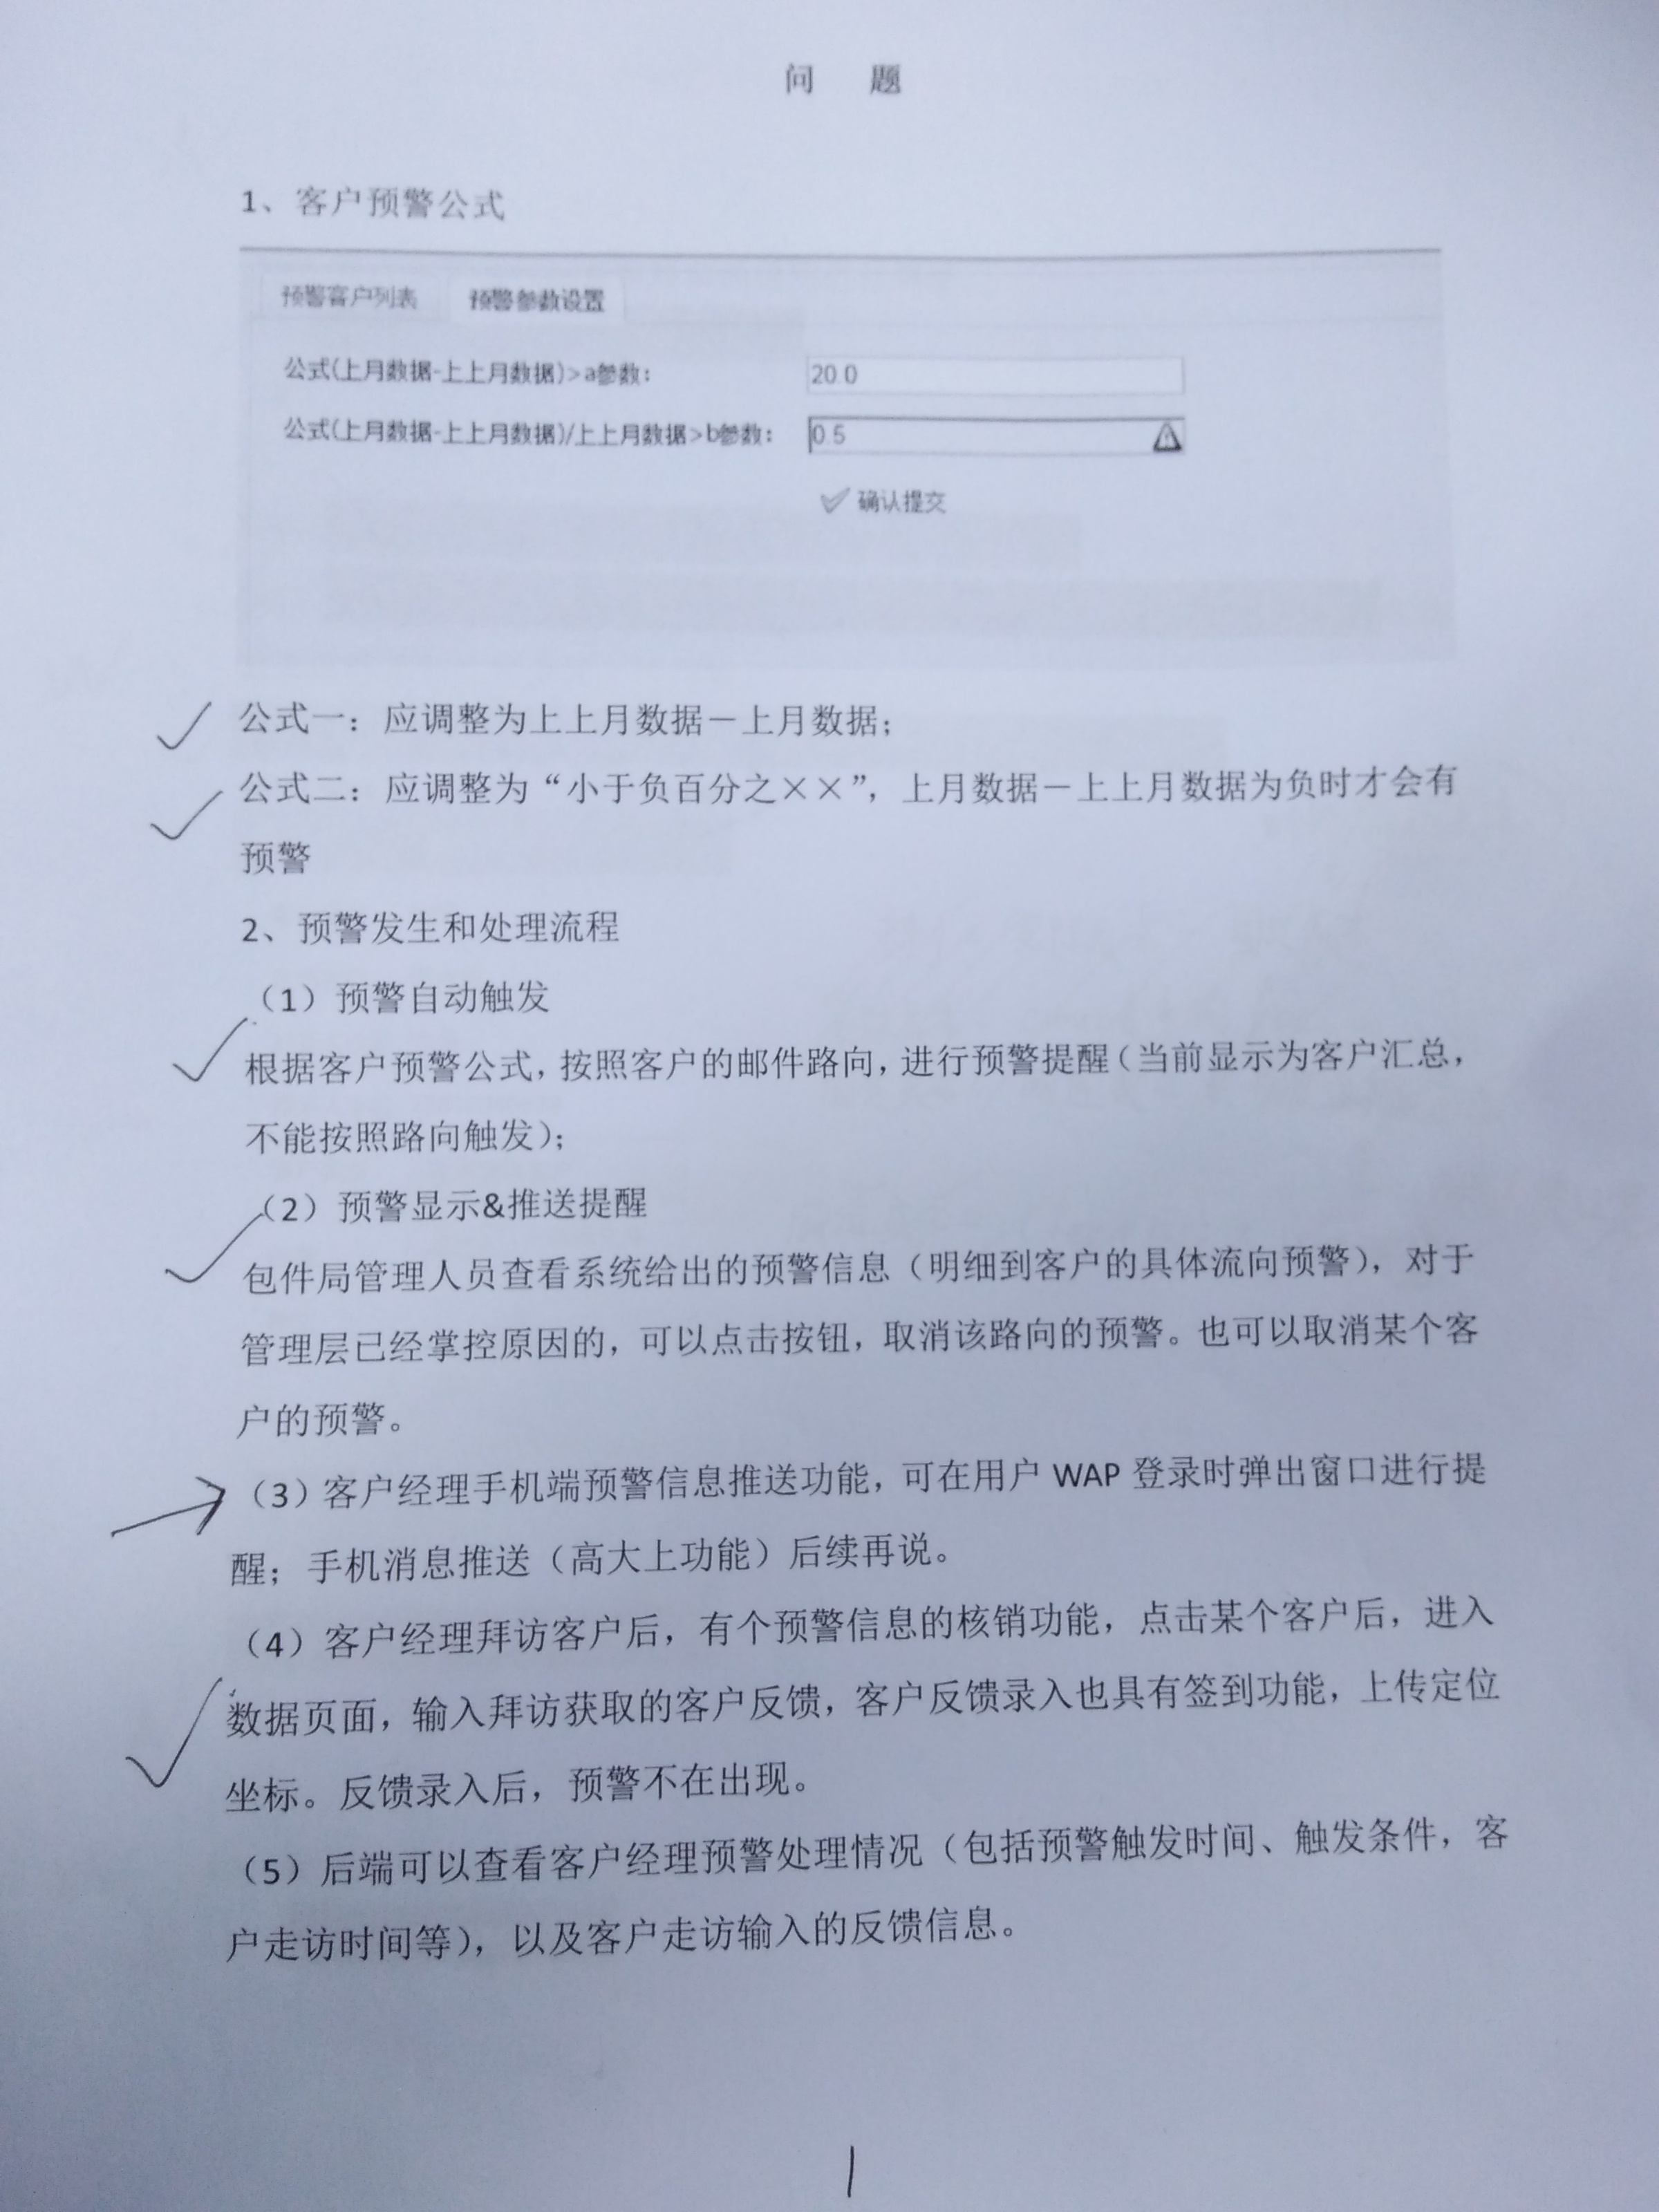 问 题
1、客户预警公式
预警客户列表 预警参数设置
公式(上月数据-上上月数据)>a参数: 20.0
公式(上月数据-上上月数据)/上上月数据>b参数: 0.5
确认提交
公式一：应调整为上上月数据－上月数据；
公式二：应调整为“小于负百分之××”，上月数据－上上月数据为负时才会有
预警
2、预警发生和处理流程
（1）预警自动触发
根据客户预警公式，按照客户的邮件路向，进行预警提醒（当前显示为客户汇总，
不能按照路向触发）；
（2）预警显示&推送提醒
包件局管理人员查看系统给出的预警信息（明细到客户的具体流向预警），对于
管理层已经掌控原因的，可以点击按钮，取消该路向的预警。也可以取消某个客
户的预警。
（3）客户经理手机端预警信息推送功能，可在用户 WAP 登录时弹出窗口进行提
醒；手机消息推送（高大上功能）后续再说。
（4）客户经理拜访客户后，有个预警信息的核销功能，点击某个客户后，进入
数据页面，输入拜访获取的客户反馈，客户反馈录入也具有签到功能，上传定位
坐标。反馈录入后，预警不在出现。
（5）后端可以查看客户经理预警处理情况（包括预警触发时间、触发条件，客
户走访时间等），以及客户走访输入的反馈信息。
1